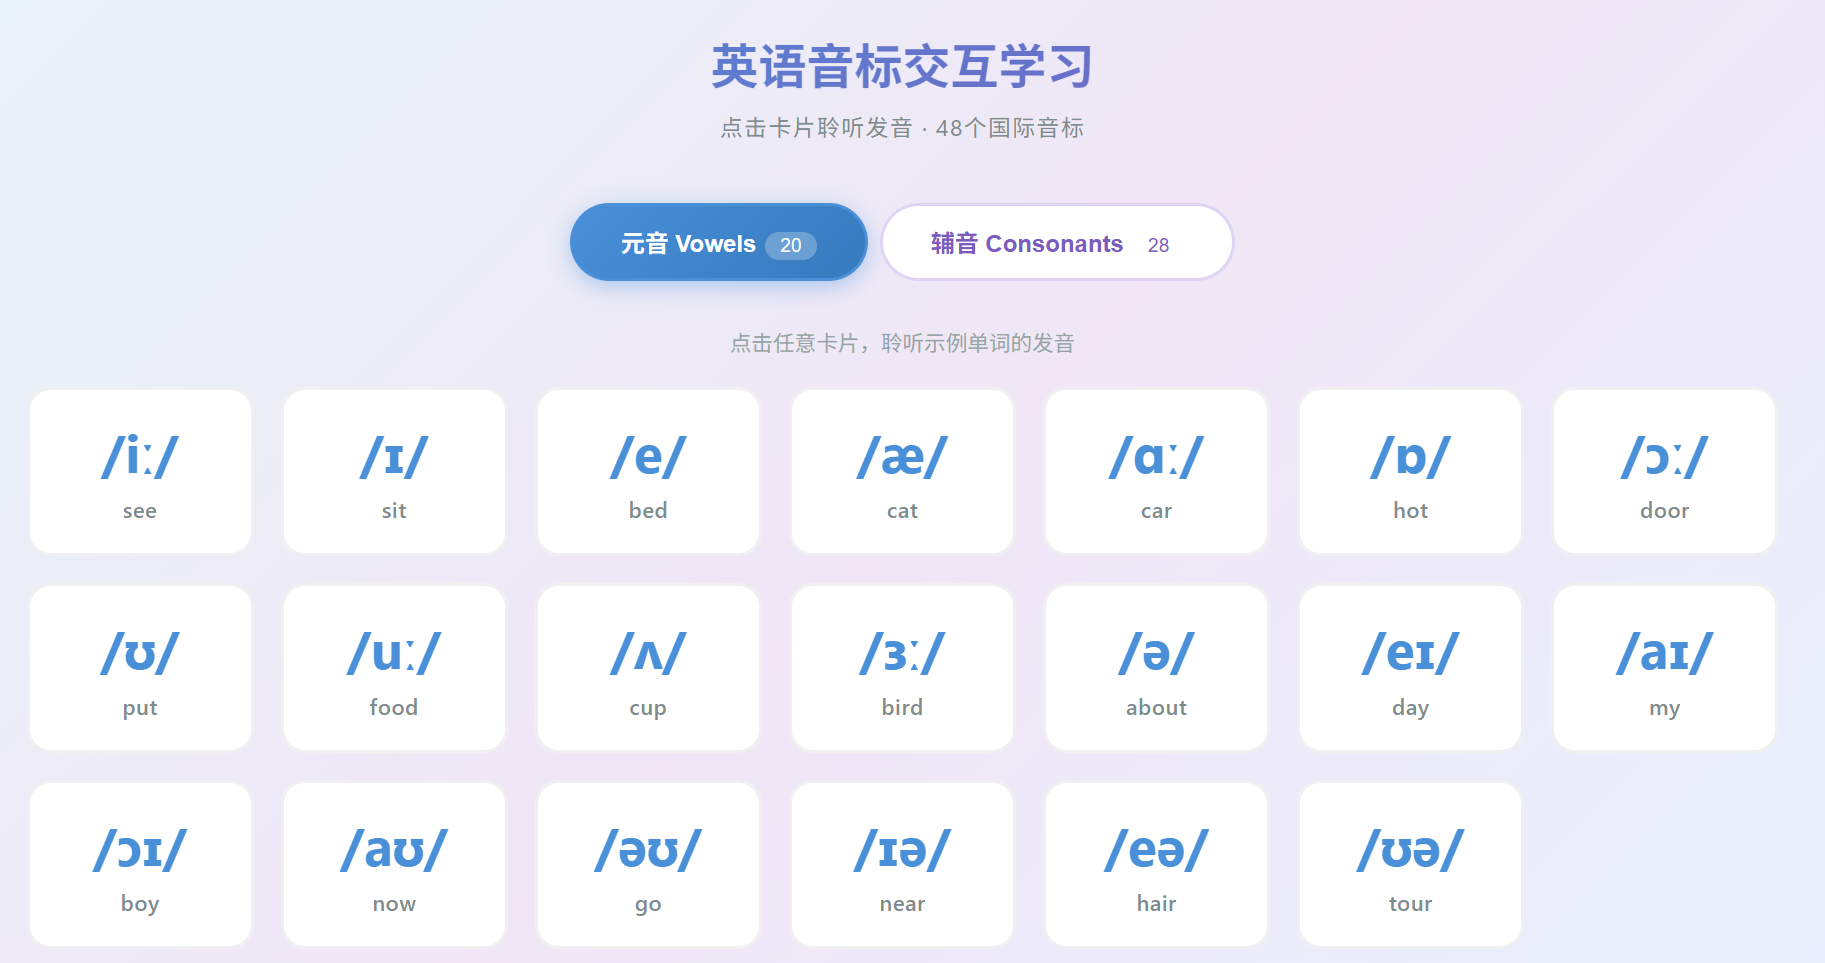 英语音标交互学习
点击卡片聆听发音 · 48个国际音标
元音 Vowels 20 辅音 Consonants 28
点击任意卡片，聆听示例单词的发音
/iː/ /ɪ/ /e/ /æ/ /ɑː/ /ɒ/ /ɔː/
see sit bed cat car hot door
/ʊ/ /uː/ /ʌ/ /ɜː/ /ə/ /eɪ/ /aɪ/
put food cup bird about day my
/ɔɪ/ /aʊ/ /əʊ/ /ɪə/ /eə/ /ʊə/
boy now go near hair tour